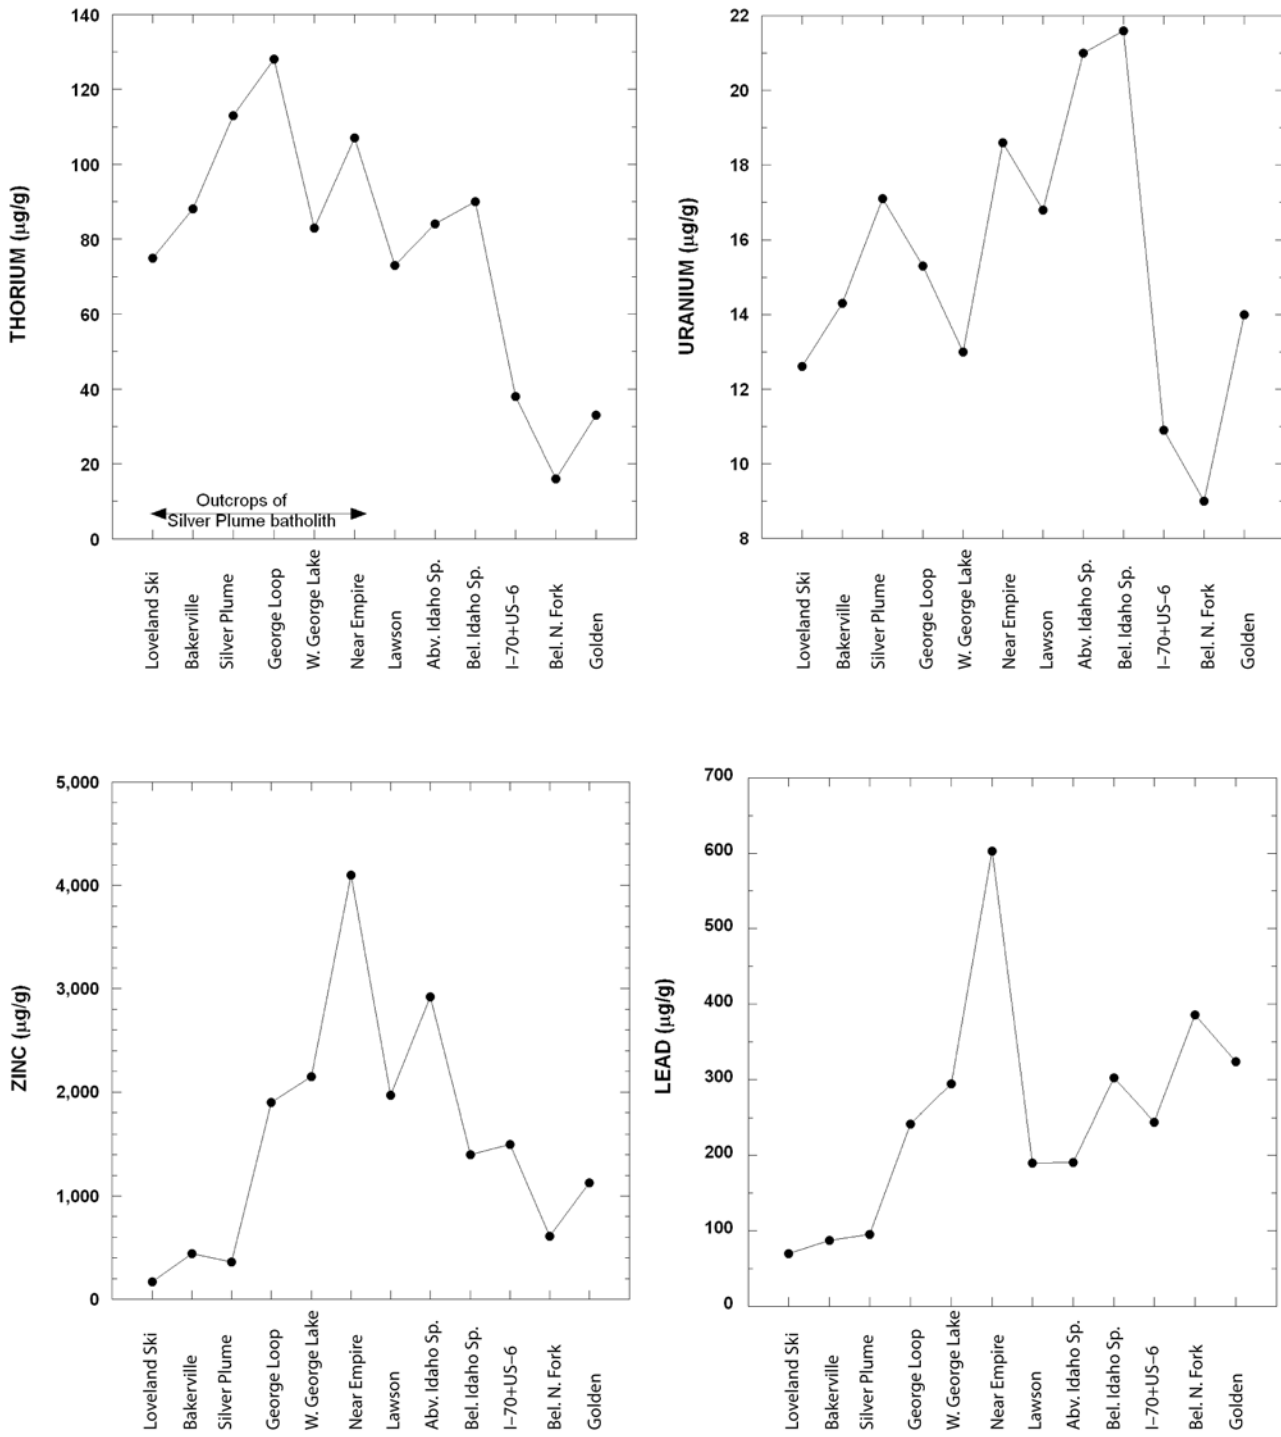 THORIUM (µg/g)
140
120
100
80
60
40
20
0
Outcrops of
Silver Plume batholith
Loveland Ski
Bakerville
Silver Plume
George Loop
W. George Lake
Near Empire
Lawson
Abv. Idaho Sp.
Bel. Idaho Sp.
I–70+US–6
Bel. N. Fork
Golden
URANIUM (µg/g)
22
20
18
16
14
12
10
8
Loveland Ski
Bakerville
Silver Plume
George Loop
W. George Lake
Near Empire
Lawson
Abv. Idaho Sp.
Bel. Idaho Sp.
I–70+US–6
Bel. N. Fork
Golden
ZINC (µg/g)
5,000
4,000
3,000
2,000
1,000
0
Loveland Ski
Bakerville
Silver Plume
George Loop
W. George Lake
Near Empire
Lawson
Abv. Idaho Sp.
Bel. Idaho Sp.
I–70+US–6
Bel. N. Fork
Golden
LEAD (µg/g)
700
600
500
400
300
200
100
0
Loveland Ski
Bakerville
Silver Plume
George Loop
W. George Lake
Near Empire
Lawson
Abv. Idaho Sp.
Bel. Idaho Sp.
I–70+US–6
Bel. N. Fork
Golden